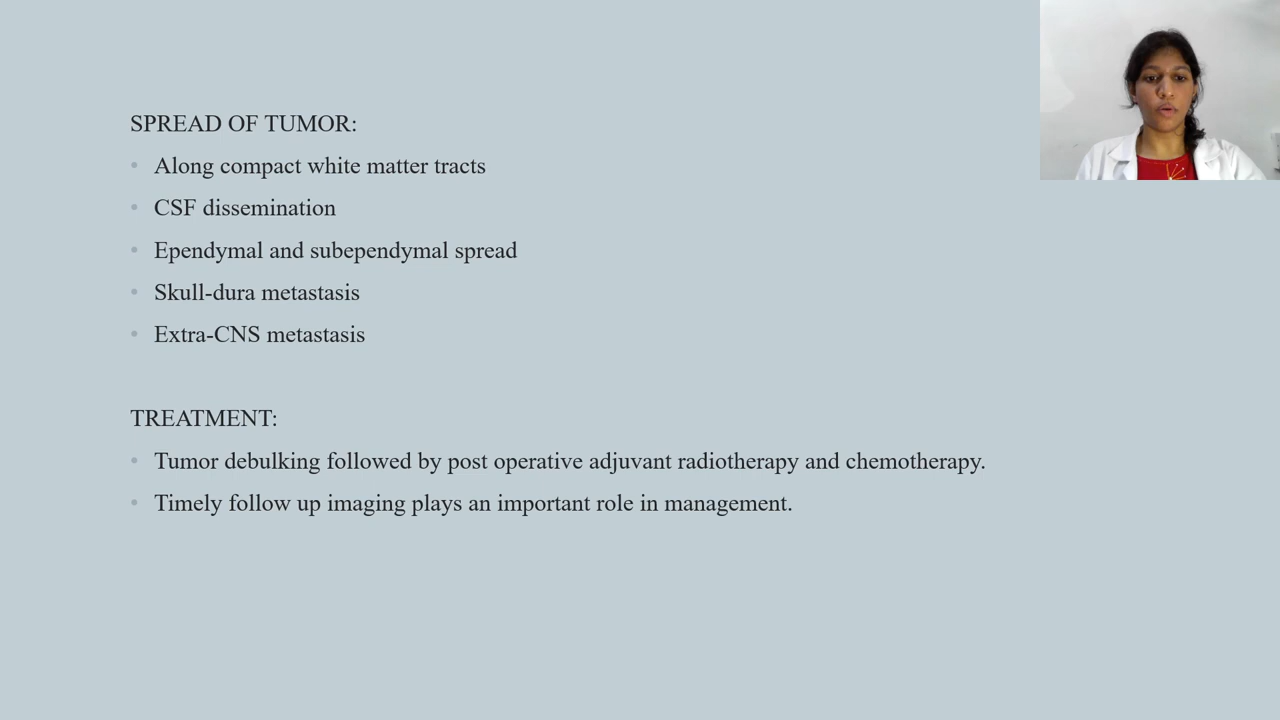 SPREAD OF TUMOR:
• Along compact white matter tracts
• CSF dissemination
• Ependymal and subependymal spread
• Skull-dura metastasis
• Extra-CNS metastasis
TREATMENT:
• Tumor debulking followed by post operative adjuvant radiotherapy and chemotherapy.
• Timely follow up imaging plays an important role in management.